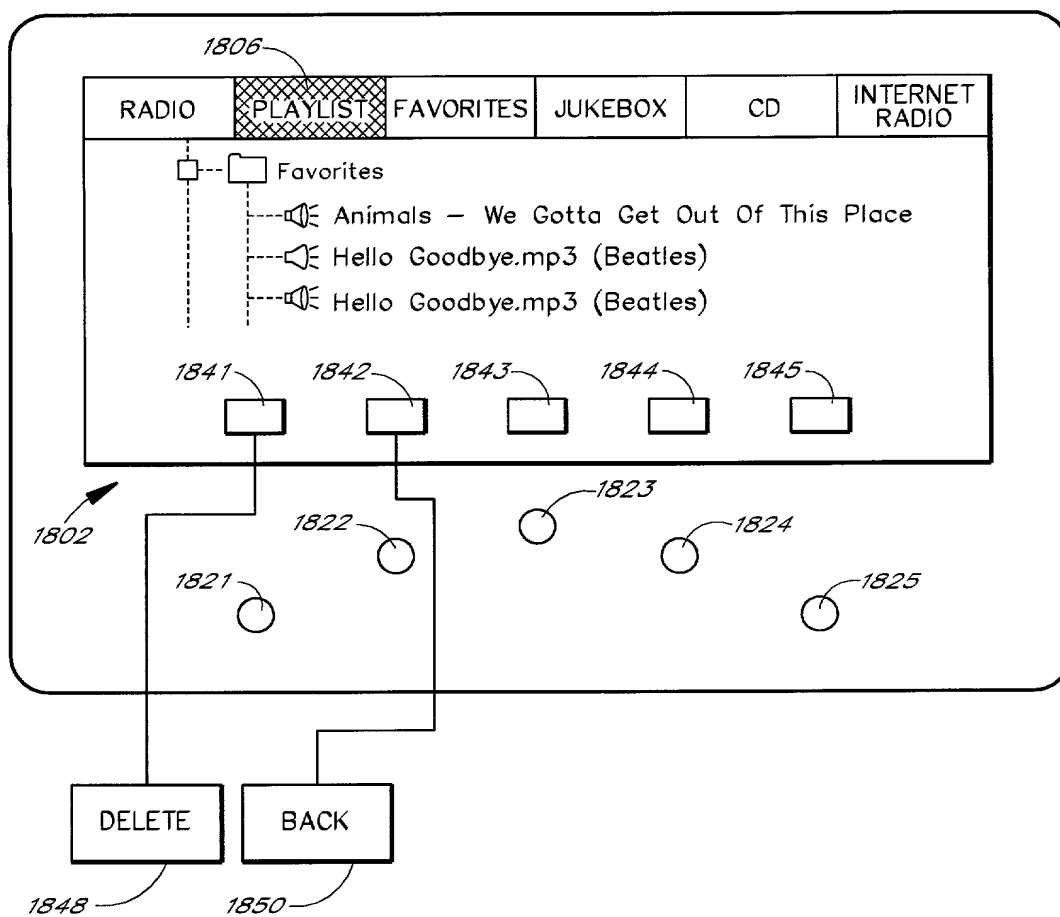 1806
RADIO PLAYLIST FAVORITES JUKEBOX CD INTERNET RADIO
Favorites
Animals – We Gotta Get Out Of This Place
Hello Goodbye.mp3 (Beatles)
Hello Goodbye.mp3 (Beatles)
1841 1842 1843 1844 1845
1802 1822 1823 1824
1821 1825
DELETE BACK
1848 1850